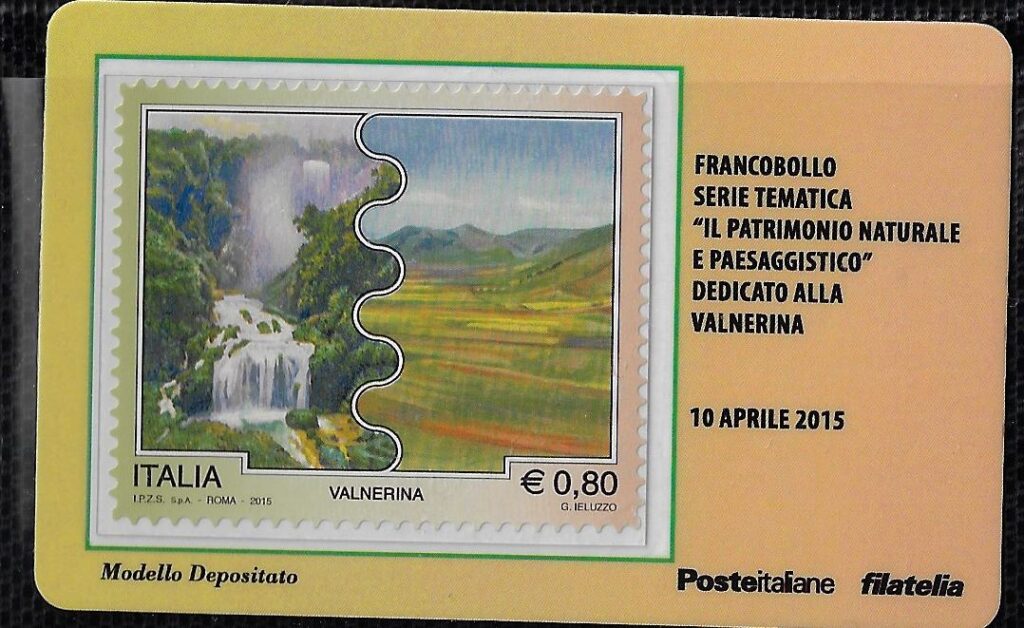 FRANCOBOLLO
SERIE TEMATICA
“IL PATRIMONIO NATURALE
E PAESAGGISTICO”
DEDICATO ALLA
VALNERINA
10 APRILE 2015
ITALIA
I.P.Z.S. S.p.A. - ROMA - 2015
VALNERINA
€ 0,80
G. IELUZZO
Modello Depositato
Posteitaliane
filatelia